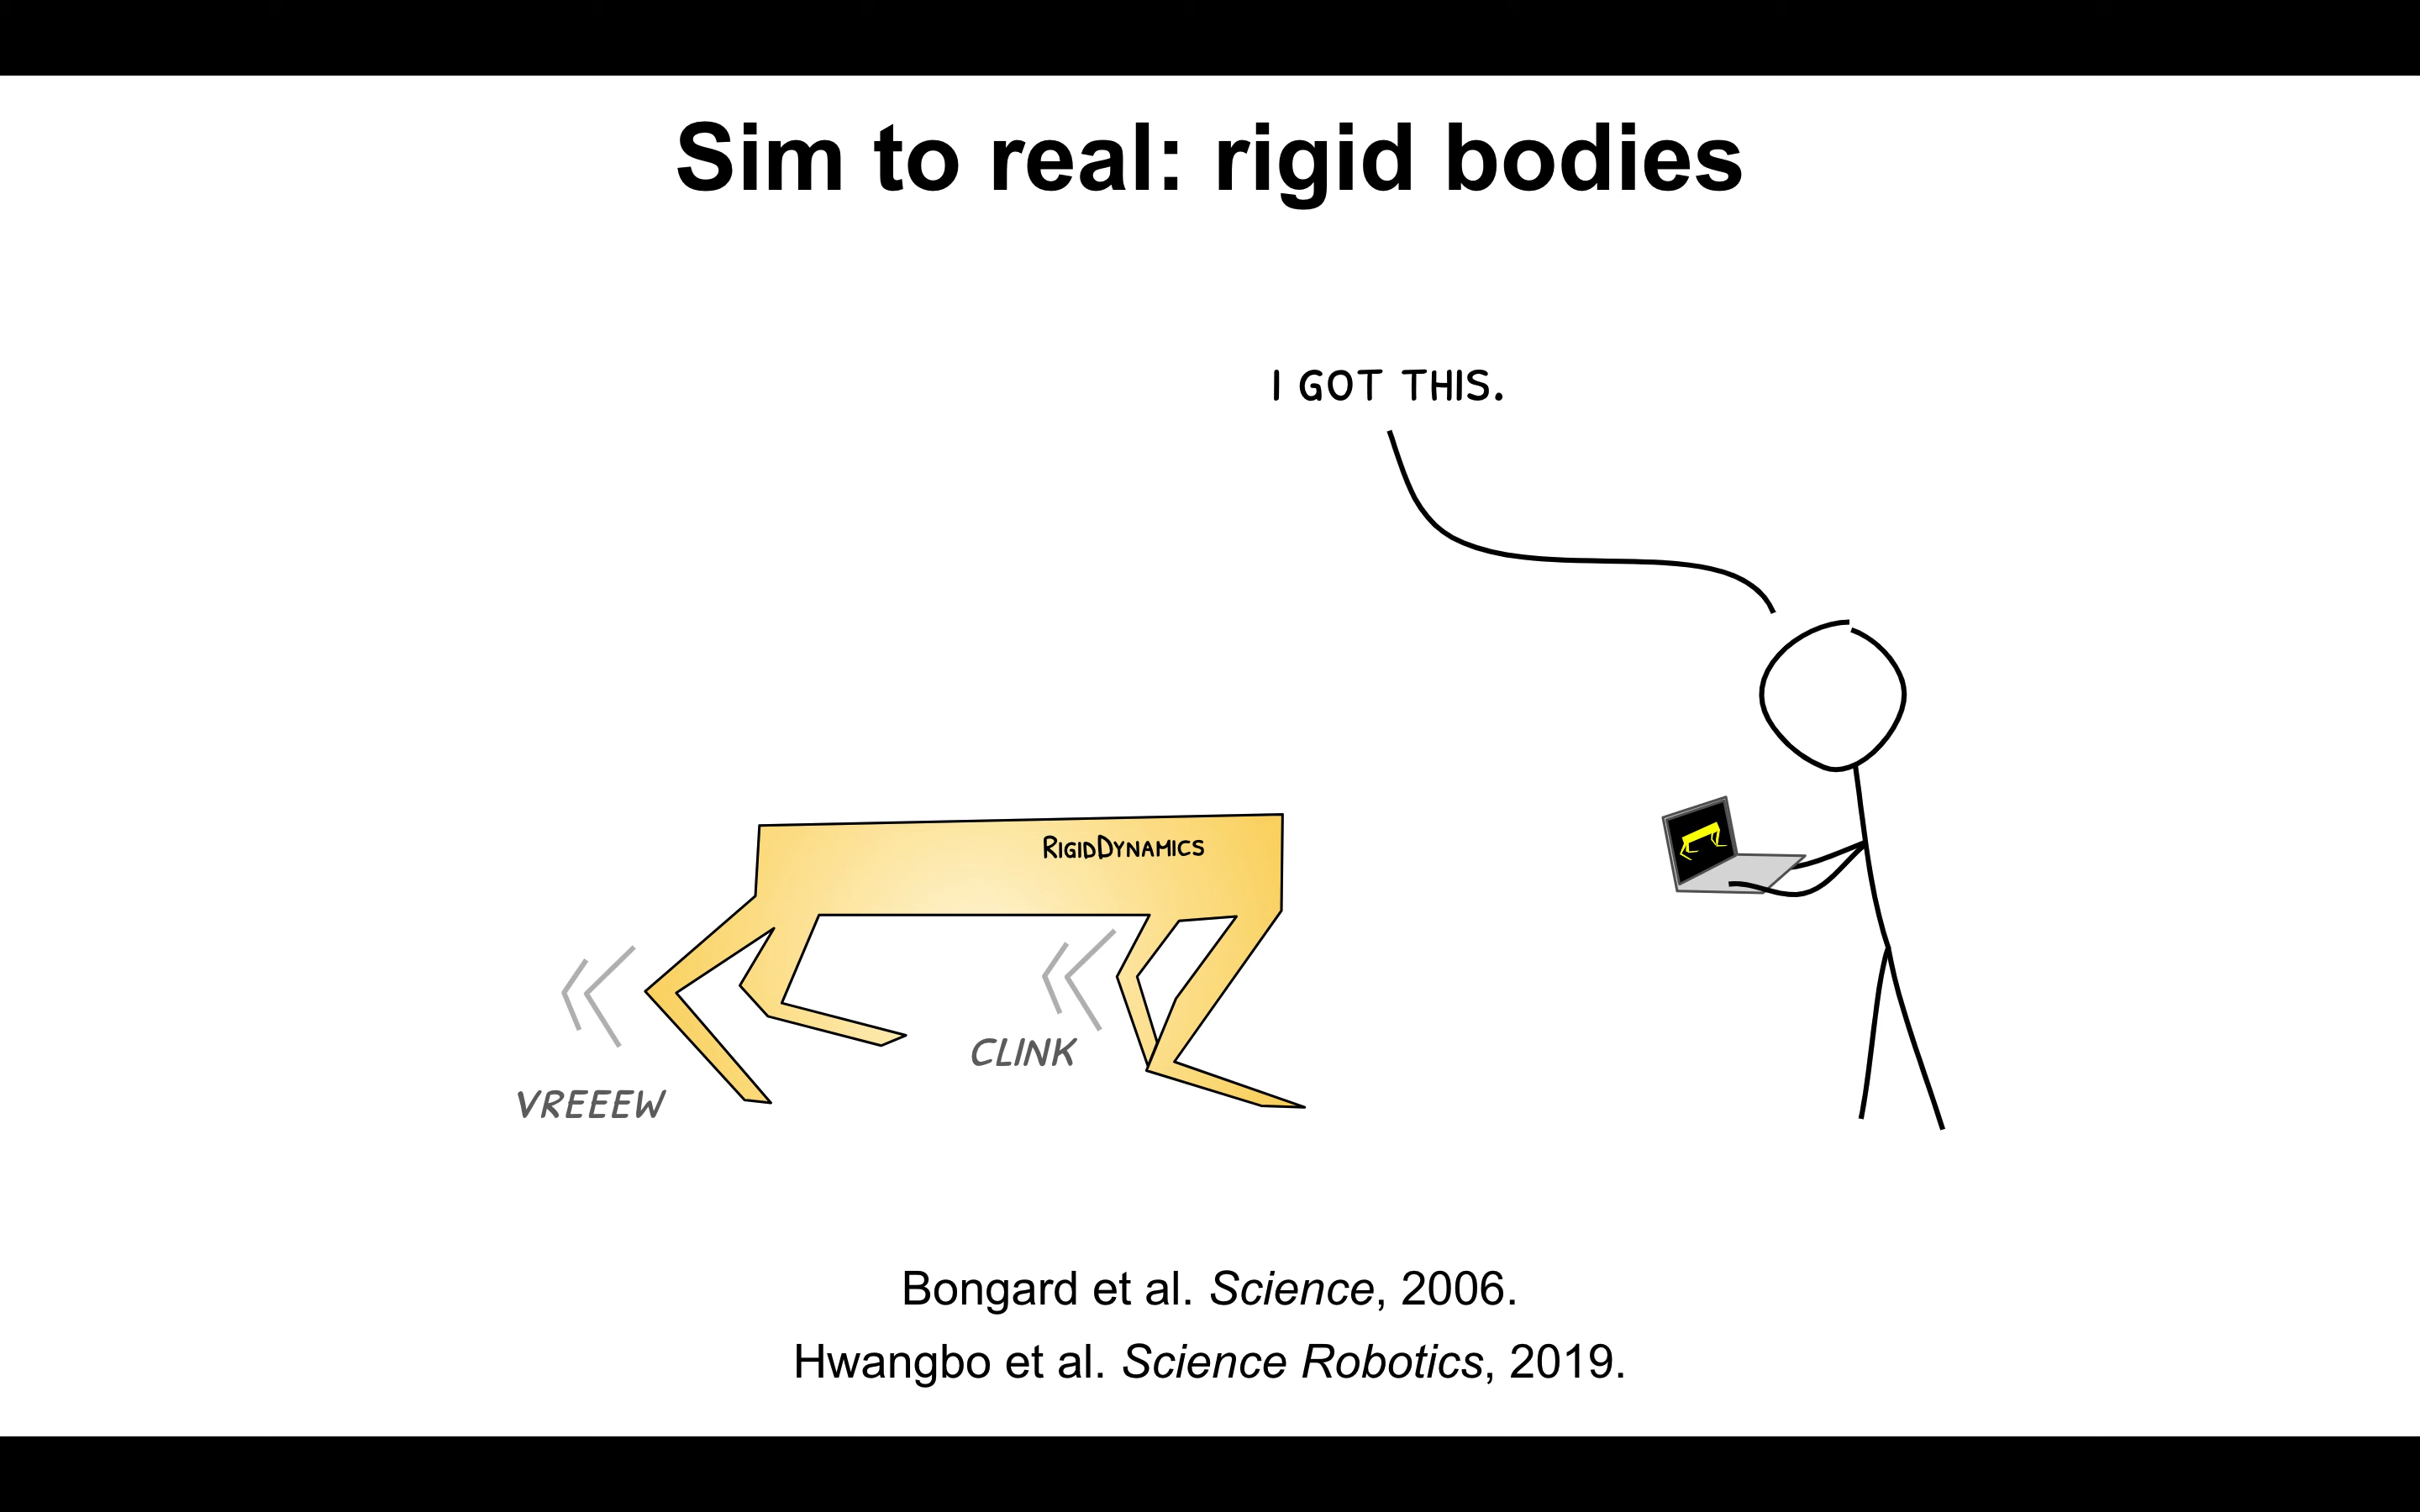 Sim to real: rigid bodies
I GOT THIS.
RIGIDDYNAMICS
CLINK
VREEEW
Bongard et al. Science, 2006.
Hwangbo et al. Science Robotics, 2019.